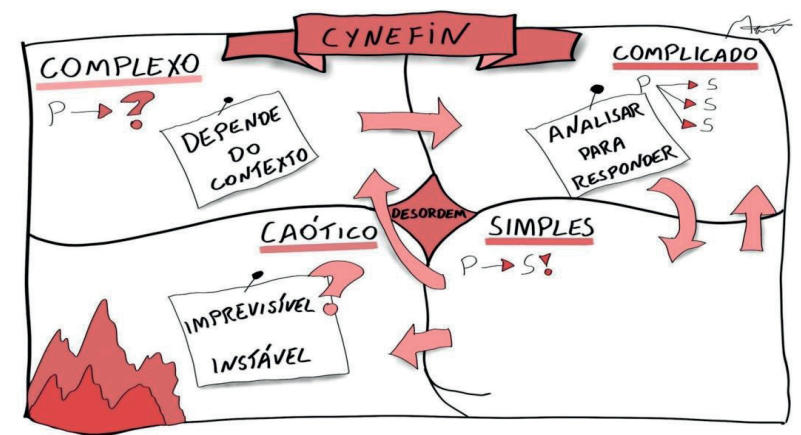 CYNEFIN
COMPLEXO
P → ?
DEPENDE
DO
CONTEXTO
COMPLICADO
P → S
S
S
ANALISAR
PARA
RESPONDER
DESORDEM
CAÓTICO
?
IMPREVISÍVEL
INSTÁVEL
SIMPLES
P → S!